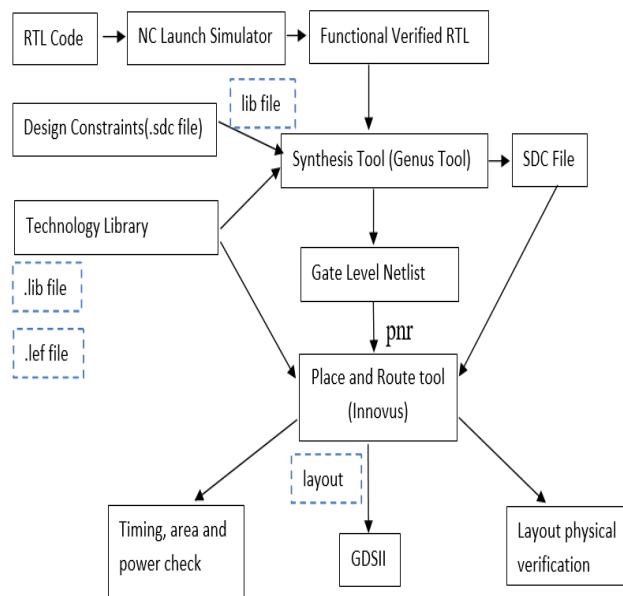 RTL Code
NC Launch Simulator
Functional Verified RTL
lib file
Design Constraints(.sdc file)
Synthesis Tool (Genus Tool)
SDC File
Technology Library
.lib file
Gate Level Netlist
.lef file
pnr
Place and Route tool
(Innovus)
layout
Timing, area and
power check
GDSII
Layout physical
verification